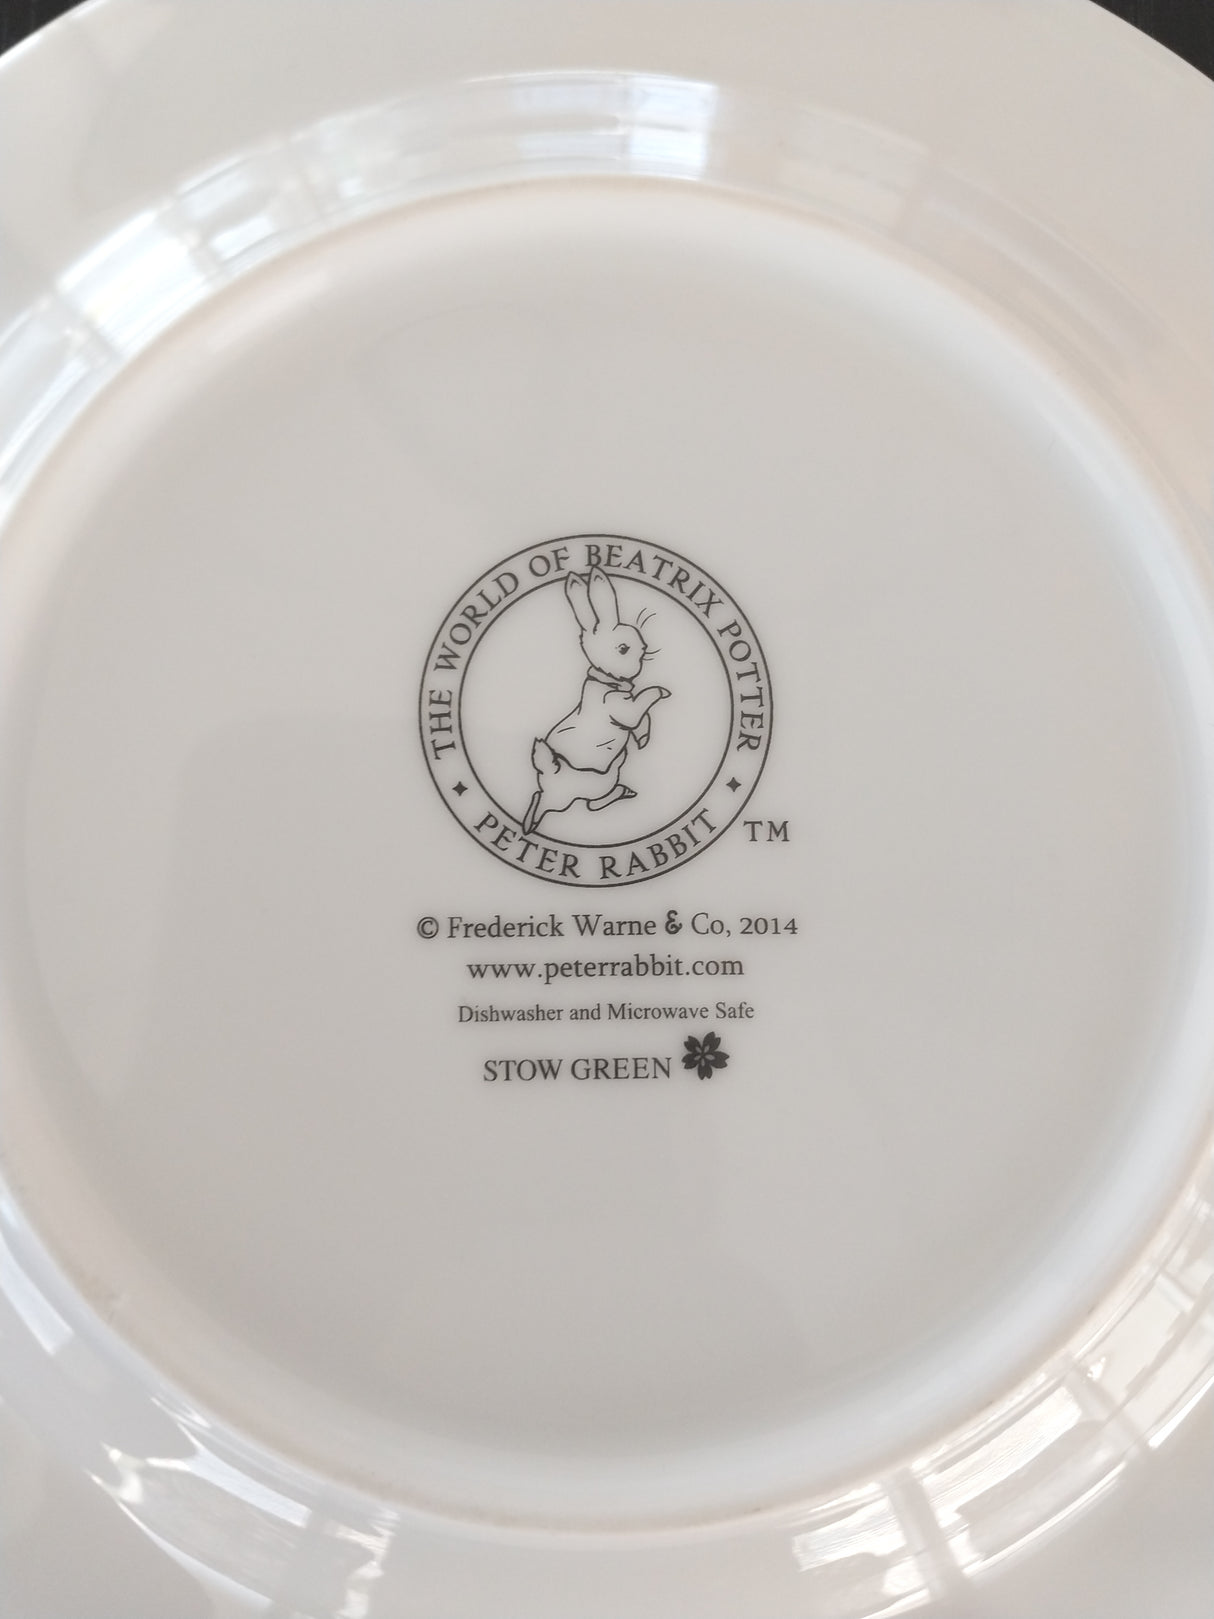 THE WORLD OF BEATRIX POTTER
PETER RABBIT
TM
© Frederick Warne & Co, 2014
www.peterrabbit.com
Dishwasher and Microwave Safe
STOW GREEN